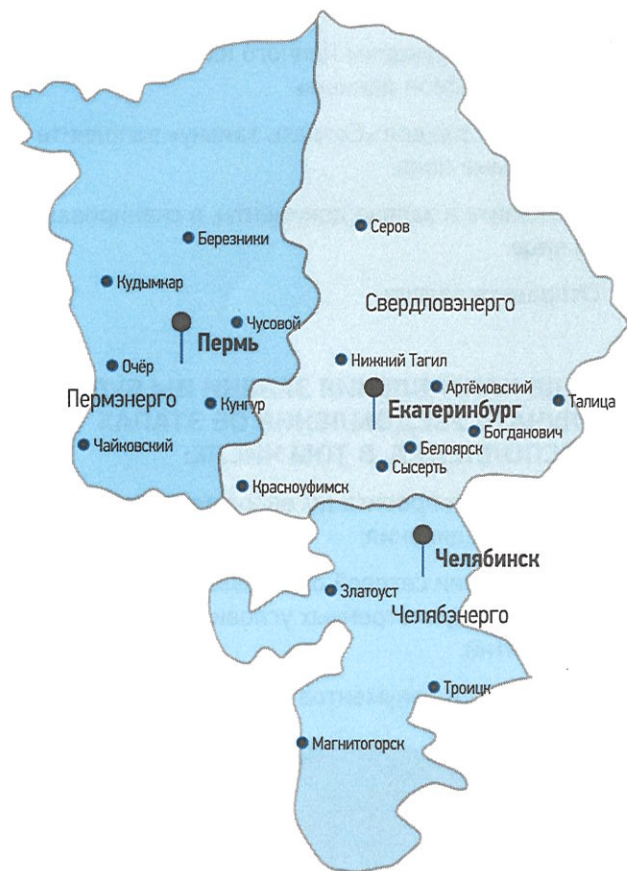 Березники
Серов
Кудымкар
Свердловэнерго
Чусовой
Пермь
Нижний Тагил
Очёр
Артёмовский
Пермэнерго
Талица
Кунгур
Екатеринбург
Богданович
Чайковский
Белоярск
Сысерть
Красноуфимск
Челябинск
Златоуст
Челябэнерго
Троицк
Магнитогорск